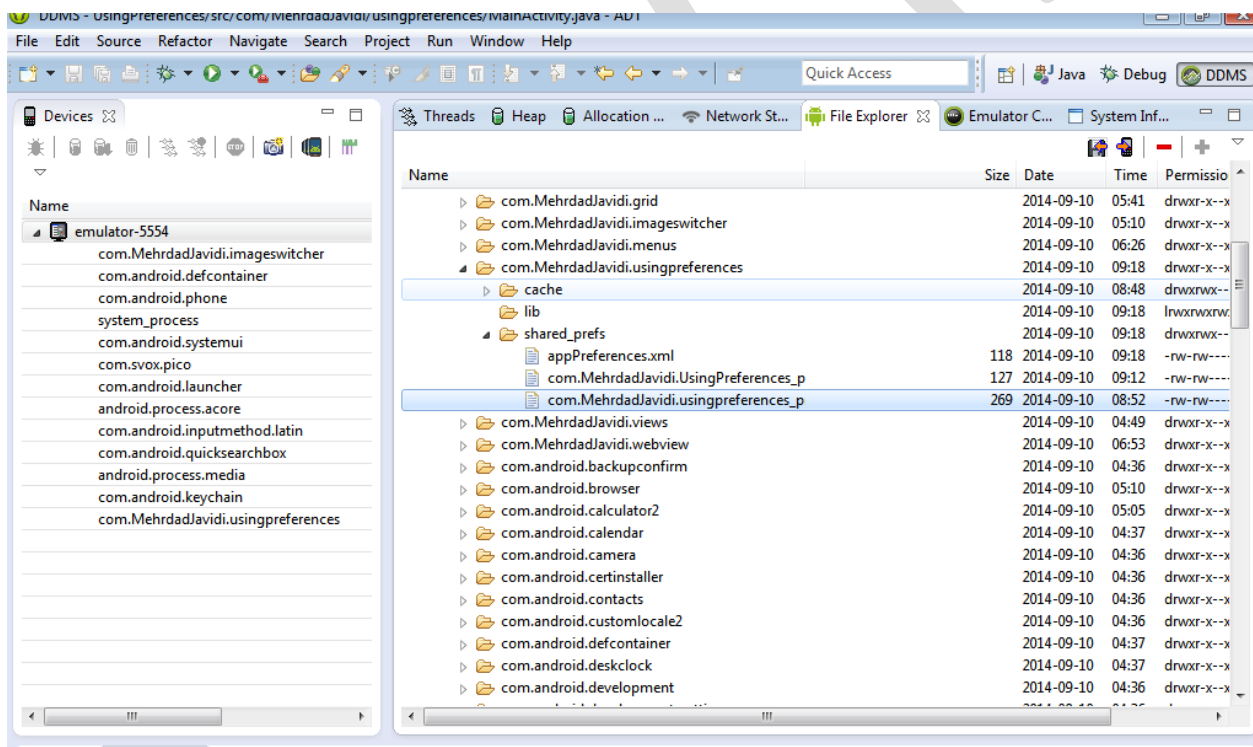 DDMS - UsingPreferences/src/com/MehrdadJavidi/usingpreferences/MainActivity.java - ADT
File Edit Source Refactor Navigate Search Project Run Window Help
Quick Access Java Debug DDMS
Devices
Name
emulator-5554
com.MehrdadJavidi.imageswitcher
com.android.defcontainer
com.android.phone
system_process
com.android.systemui
com.svox.pico
com.android.launcher
android.process.acore
com.android.inputmethod.latin
com.android.quicksearchbox
android.process.media
com.android.keychain
com.MehrdadJavidi.usingpreferences
Threads Heap Allocation ... Network St... File Explorer Emulator C... System Inf...
Name Size Date Time Permissio
com.MehrdadJavidi.grid 2014-09-10 05:41 drwxr-x--x
com.MehrdadJavidi.imageswitcher 2014-09-10 05:10 drwxr-x--x
com.MehrdadJavidi.menus 2014-09-10 06:26 drwxr-x--x
com.MehrdadJavidi.usingpreferences 2014-09-10 09:18 drwxr-x--x
cache 2014-09-10 08:48 drwxrwx--
lib 2014-09-10 09:18 lrwxrwxrw
shared_prefs 2014-09-10 09:18 drwxrwx--
appPreferences.xml 118 2014-09-10 09:18 -rw-rw----
com.MehrdadJavidi.UsingPreferences_p 127 2014-09-10 09:12 -rw-rw----
com.MehrdadJavidi.usingpreferences_p 269 2014-09-10 08:52 -rw-rw----
com.MehrdadJavidi.views 2014-09-10 04:49 drwxr-x--x
com.MehrdadJavidi.webview 2014-09-10 06:53 drwxr-x--x
com.android.backupconfirm 2014-09-10 04:36 drwxr-x--x
com.android.browser 2014-09-10 05:10 drwxr-x--x
com.android.calculator2 2014-09-10 05:05 drwxr-x--x
com.android.calendar 2014-09-10 04:37 drwxr-x--x
com.android.camera 2014-09-10 04:36 drwxr-x--x
com.android.certinstaller 2014-09-10 04:36 drwxr-x--x
com.android.contacts 2014-09-10 04:36 drwxr-x--x
com.android.customlocale2 2014-09-10 04:36 drwxr-x--x
com.android.defcontainer 2014-09-10 04:37 drwxr-x--x
com.android.deskclock 2014-09-10 04:37 drwxr-x--x
com.android.development 2014-09-10 04:36 drwxr-x--x